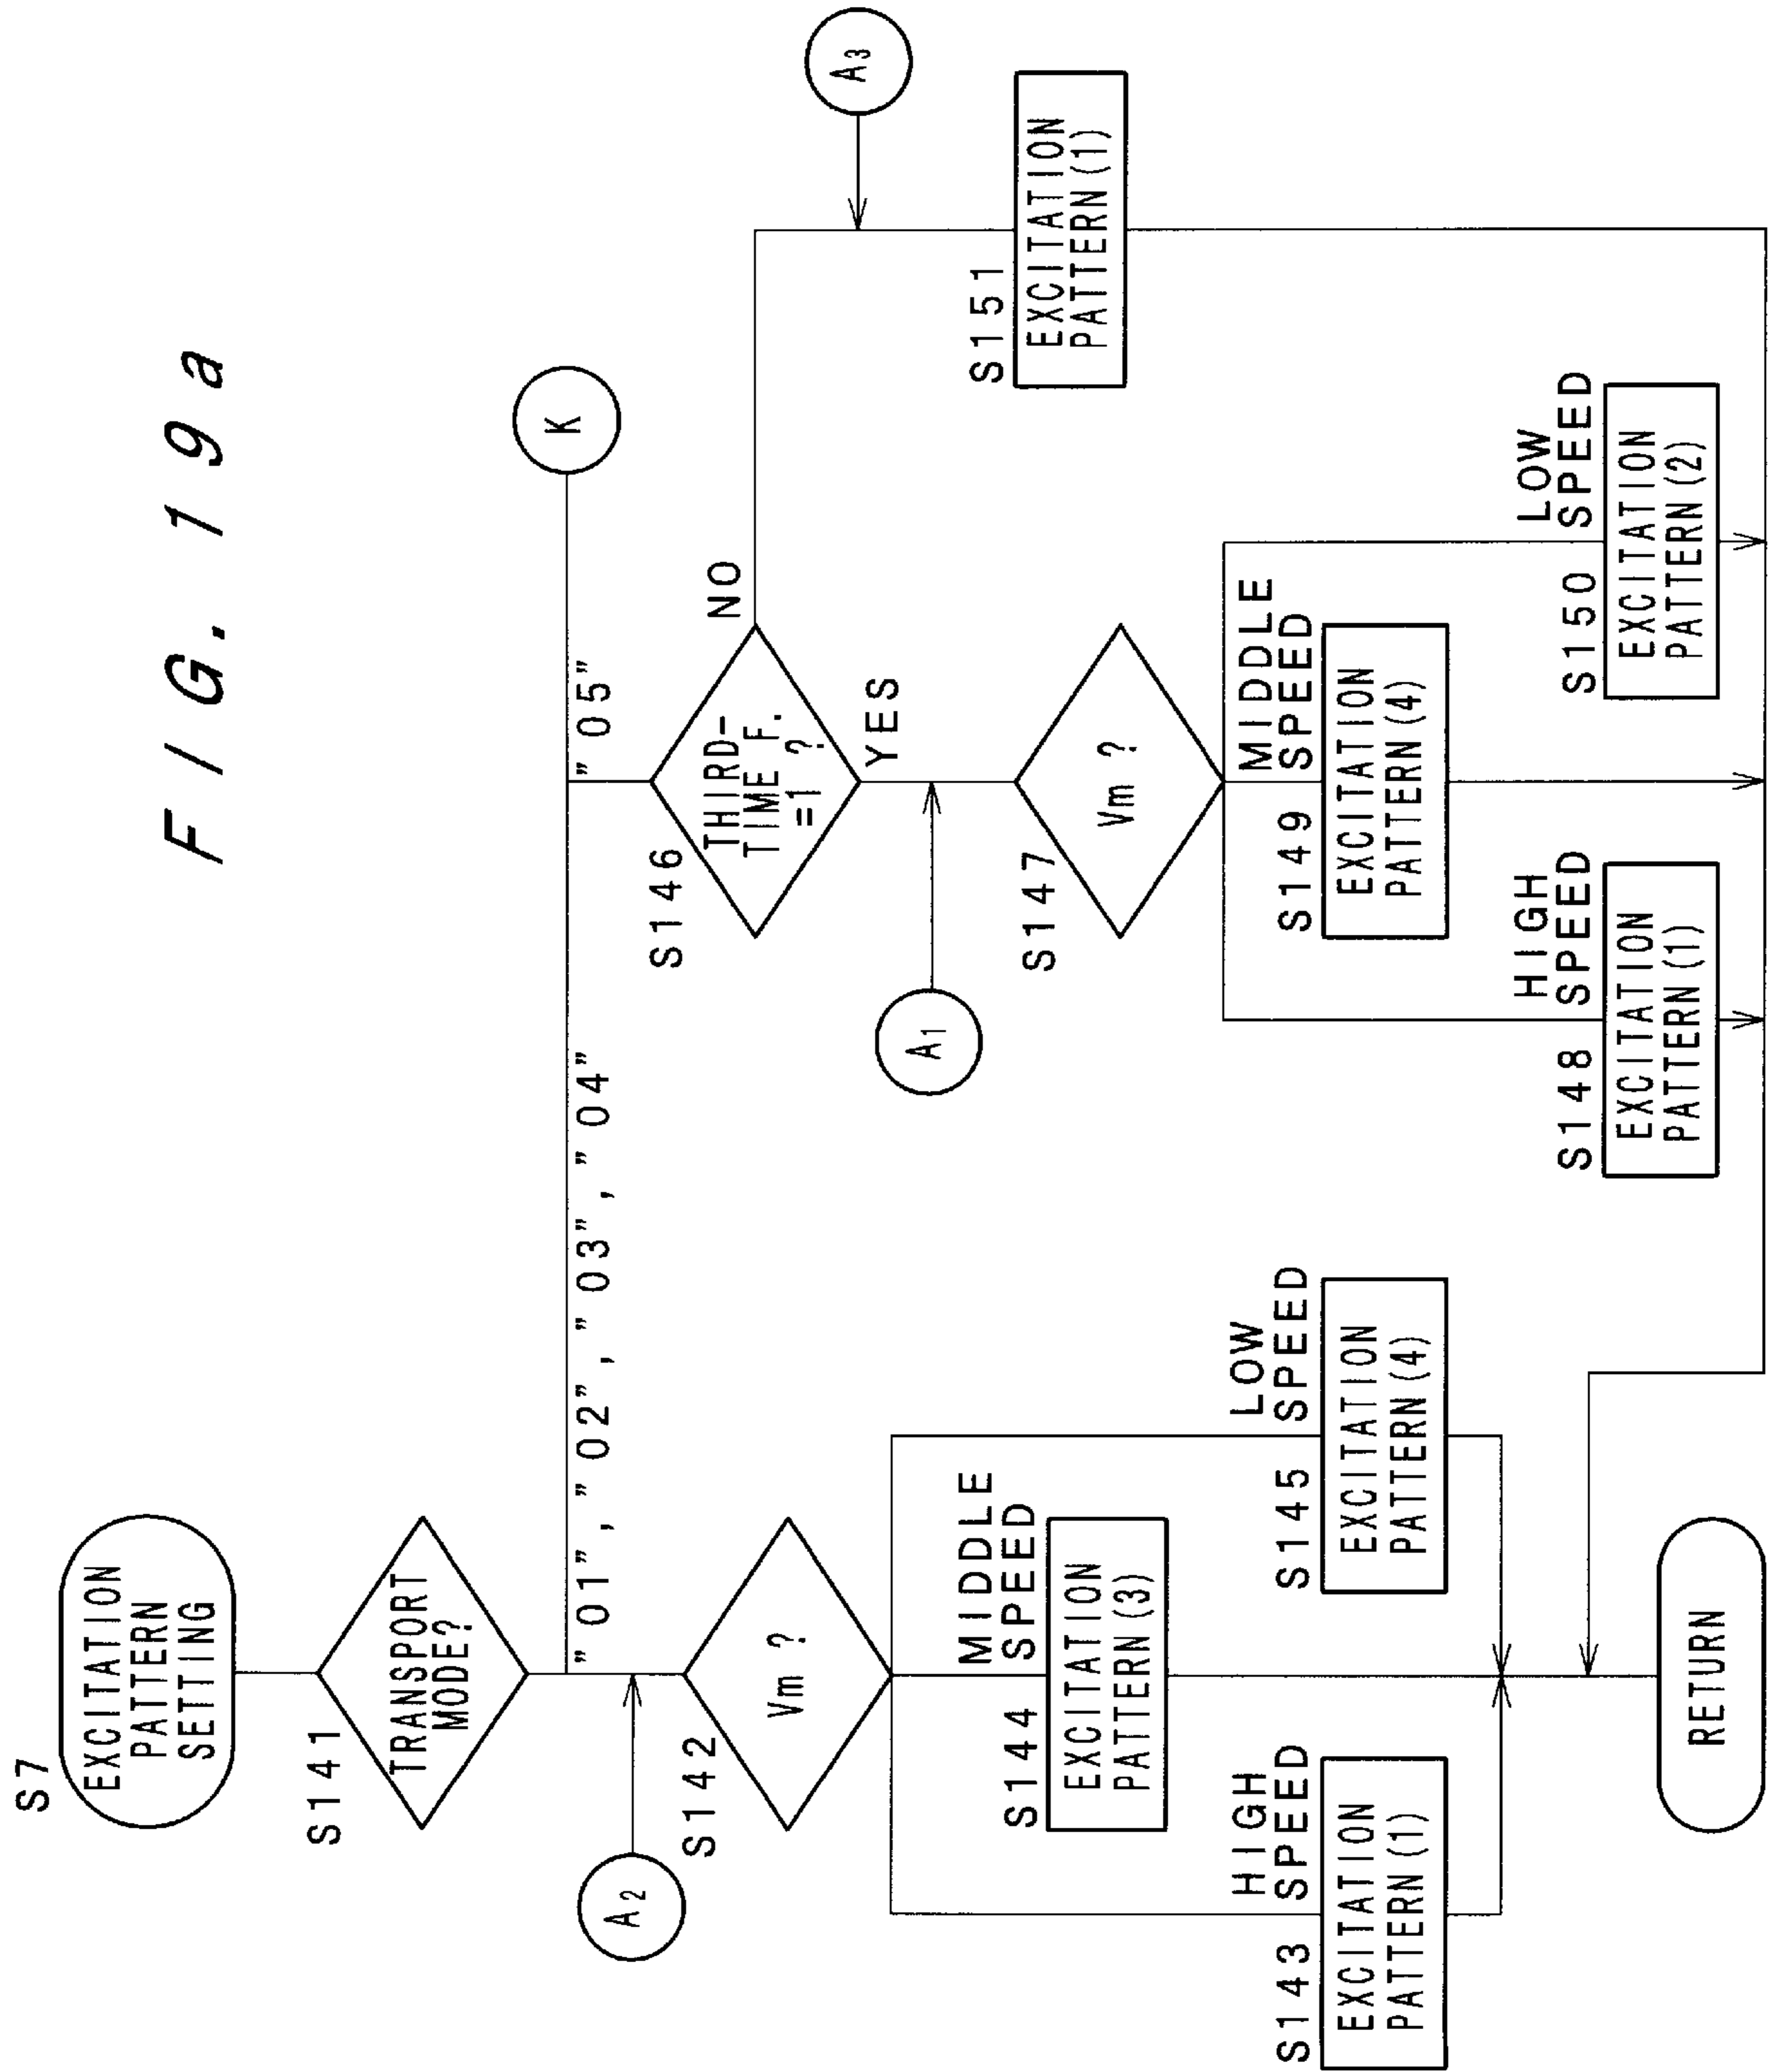 FIG. 19a
S7
EXCITATION
PATTERN
SETTING
S141
TRANSPORT
MODE?
K
"01", "02", "03", "04"
"05"
A2
S142
Vm ?
HIGH
SPEED
MIDDLE
SPEED
LOW
SPEED
S143
EXCITATION
PATTERN(1)
S144
EXCITATION
PATTERN(3)
S145
EXCITATION
PATTERN(4)
S146
THIRD-
TIME F.
=1 ?
NO
YES
A1
S147
Vm ?
HIGH
SPEED
MIDDLE
SPEED
LOW
SPEED
S148
EXCITATION
PATTERN(1)
S149
EXCITATION
PATTERN(4)
S150
EXCITATION
PATTERN(2)
A3
S151
EXCITATION
PATTERN(1)
RETURN